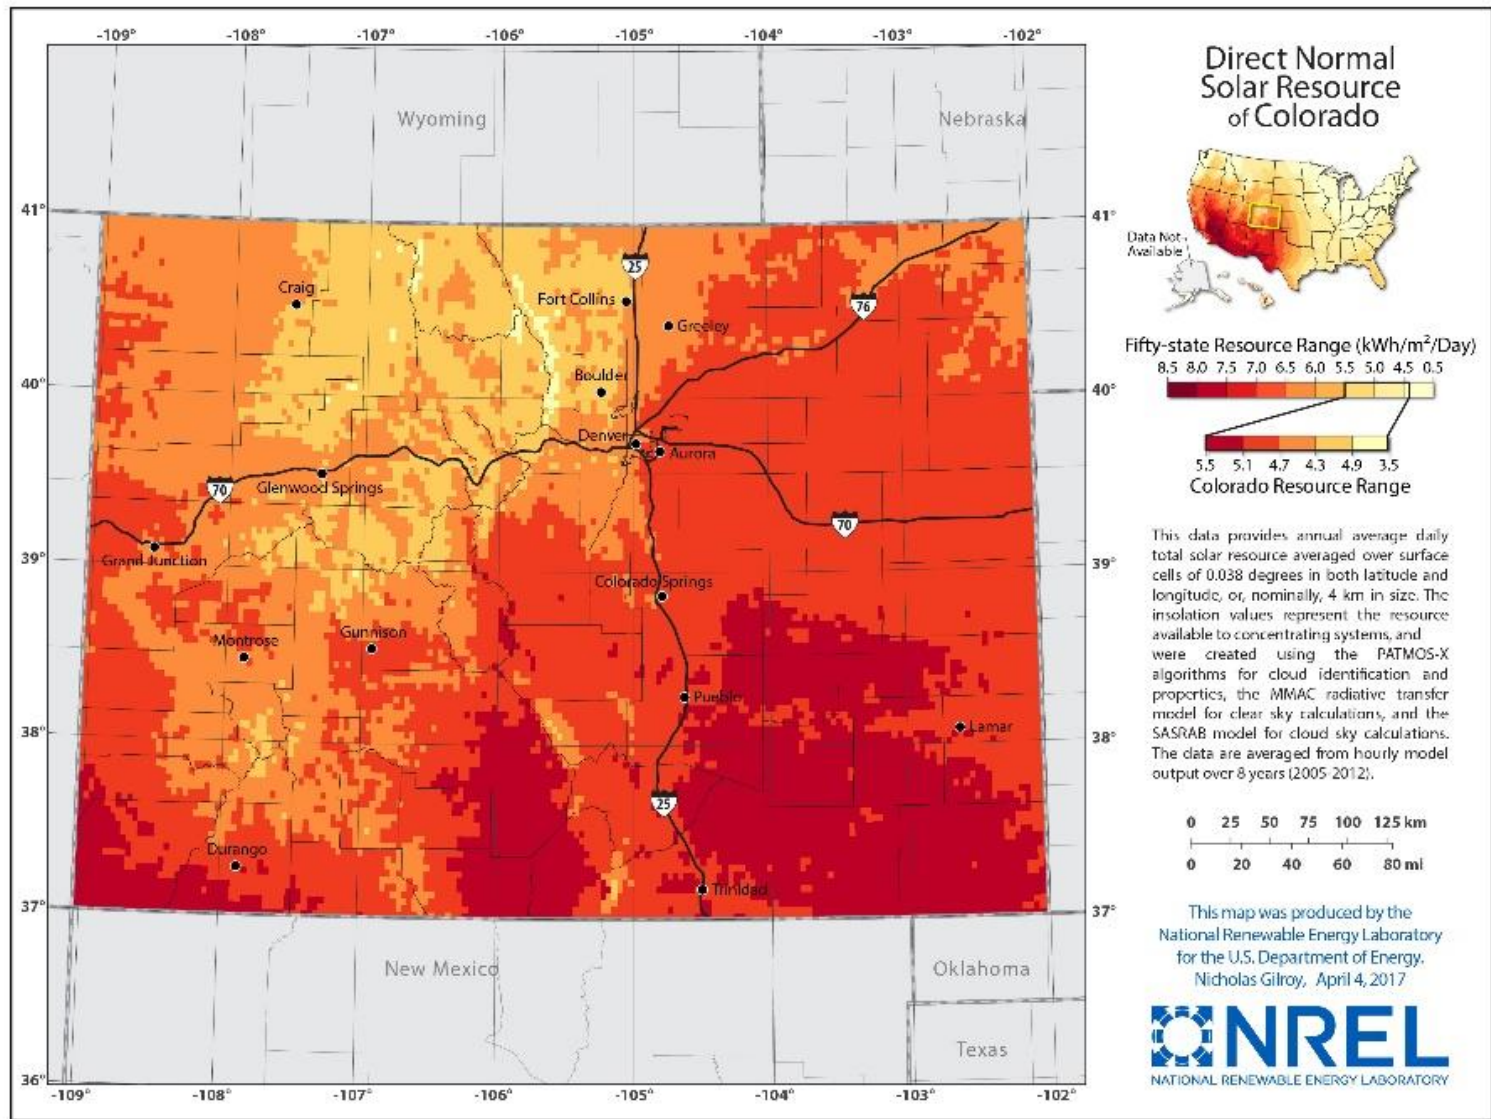 -109°
-108°
-107°
-106°
-105°
-104°
-103°
-102°
Wyoming
Nebraska
41°
41°
25
Craig
Fort Collins
76
Greeley
40°
Boulder
40°
Denver
Aurora
70
Glenwood Springs
70
39°
Grand Junction
39°
Colorado Springs
Montrose
Gunnison
Pueblo
38°
Lamar
38°
25
Durango
Trinidad
37°
37°
New Mexico
Oklahoma
Texas
36°
-109°
-108°
-107°
-106°
-105°
-104°
-103°
-102°
Direct Normal
Solar Resource
of Colorado
Data Not
Available
Fifty-state Resource Range (kWh/m²/Day)
8.5 8.0 7.5 7.0 6.5 6.0 5.5 5.0 4.5 0.5
5.5 5.1 4.7 4.3 4.9 3.5
Colorado Resource Range
This data provides annual average daily
total solar resource averaged over surface
cells of 0.038 degrees in both latitude and
longitude, or, nominally, 4 km in size. The
insolation values represent the resource
available to concentrating systems, and
were created using the PATMOS-X
algorithms for cloud identification and
properties, the MMAC radiative transfer
model for clear sky calculations, and the
SASRAB model for cloud sky calculations.
The data are averaged from hourly model
output over 8 years (2005-2012).
0 25 50 75 100 125 km
0 20 40 60 80 mi
This map was produced by the
National Renewable Energy Laboratory
for the U.S. Department of Energy.
Nicholas Gilroy, April 4, 2017
NREL
NATIONAL RENEWABLE ENERGY LABORATORY